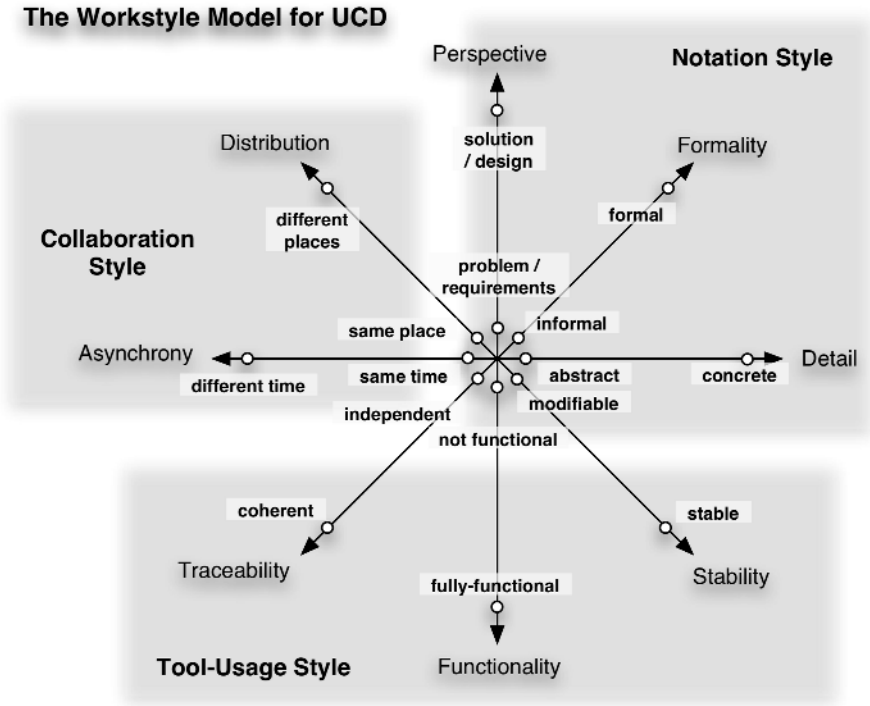 The Workstyle Model for UCD
Perspective
Notation Style
solution
/ design
Distribution
Formality
formal
different
places
Collaboration
Style
problem /
requirements
same place
informal
Asynchrony
Detail
different time
same time
abstract
concrete
independent
modifiable
not functional
coherent
stable
Traceability
Stability
fully-functional
Tool-Usage Style
Functionality